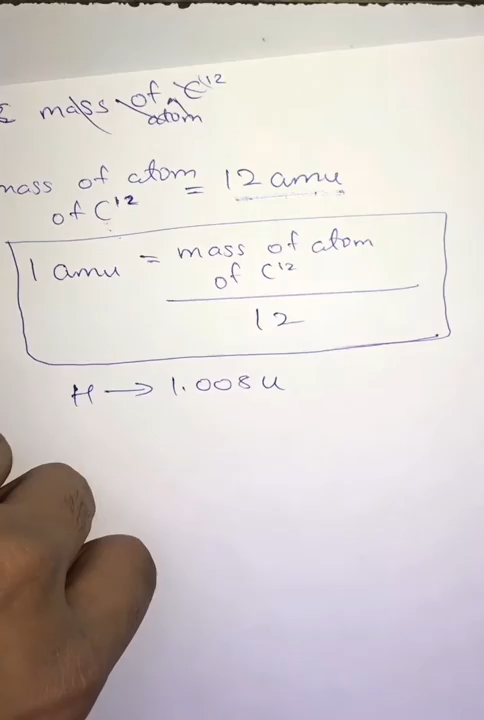 mass of C12
atom
mass of atom = 12 amu
of C12
1 amu = mass of atom
of C12
12
H → 1.008 u